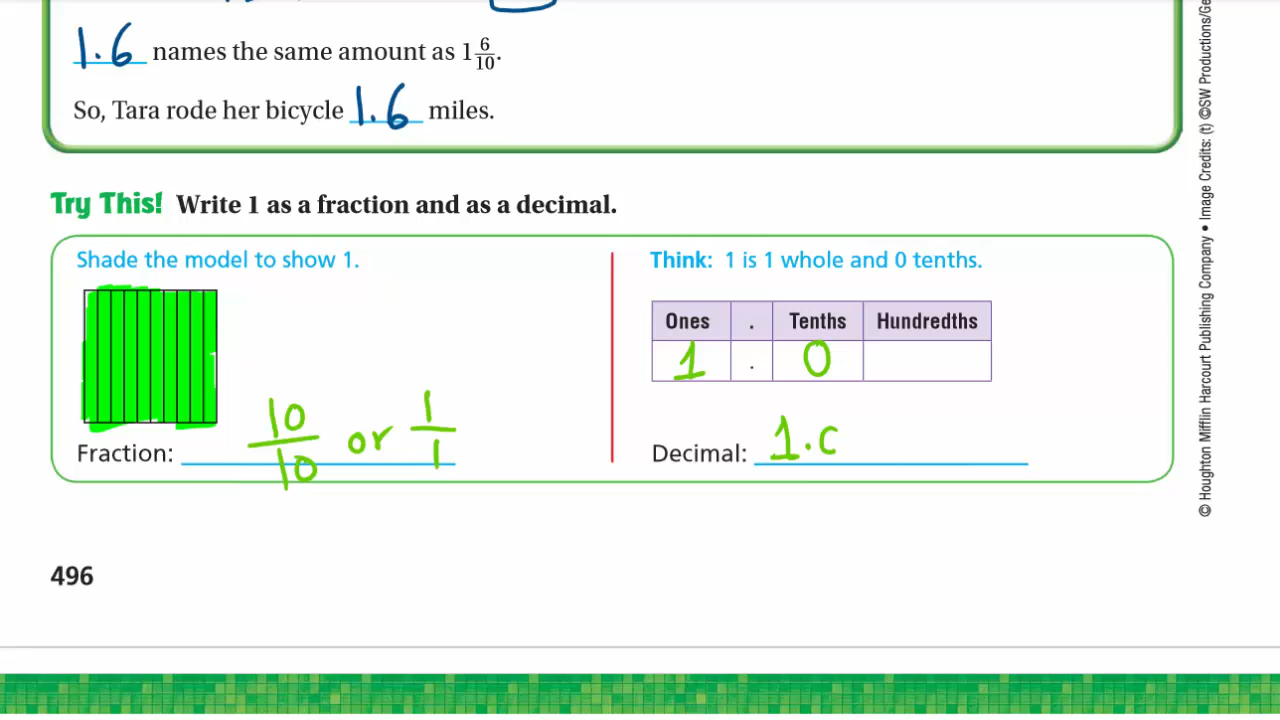 1.6 names the same amount as 1 6/10.
So, Tara rode her bicycle 1.6 miles.
Try This! Write 1 as a fraction and as a decimal.
Shade the model to show 1.
Fraction: 10/10 or 1/1
Think: 1 is 1 whole and 0 tenths.
Ones . Tenths Hundredths
1 . 0
Decimal: 1.0
496
© Houghton Mifflin Harcourt Publishing Company • Image Credits: (t) ©SW Productions/Ge